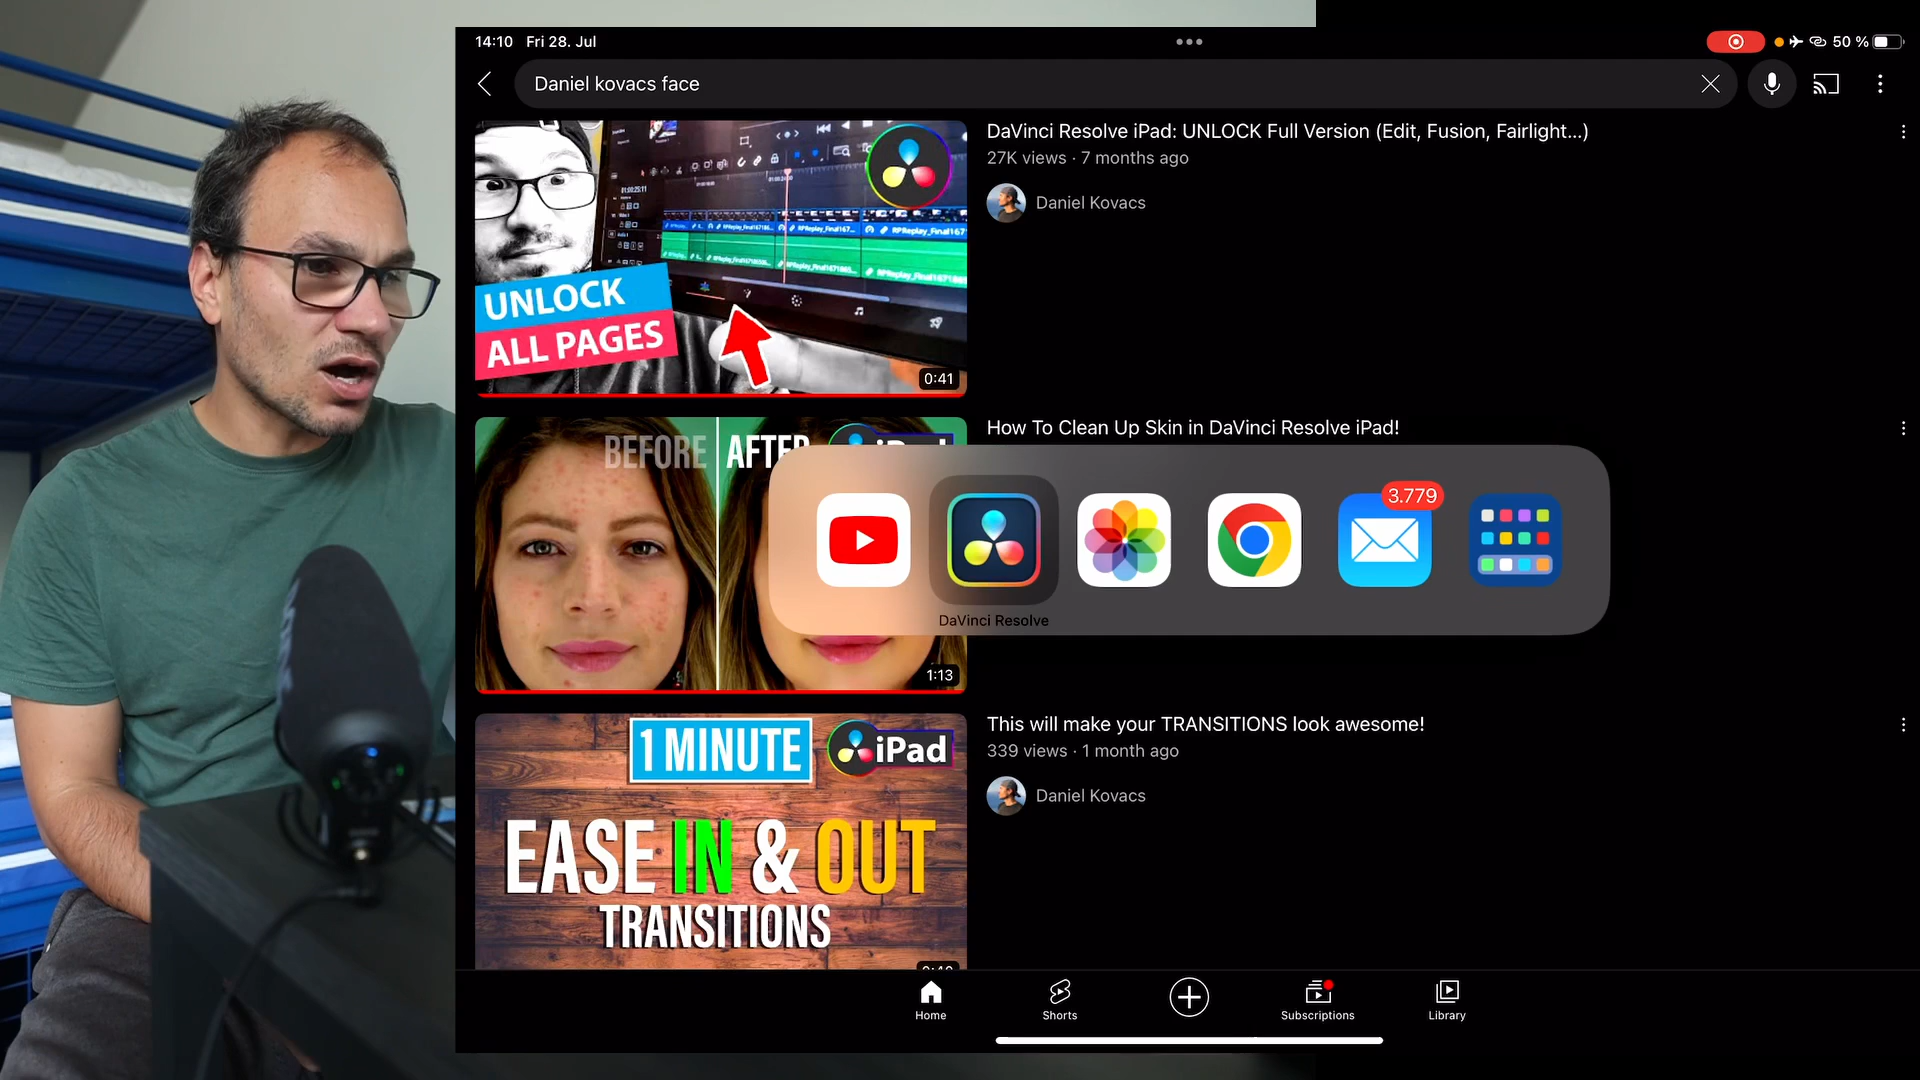 14:10 Fri 28. Jul
50 %
Daniel kovacs face
DaVinci Resolve iPad: UNLOCK Full Version (Edit, Fusion, Fairlight...)
27K views · 7 months ago
Daniel Kovacs
UNLOCK
ALL PAGES
0:41
How To Clean Up Skin in DaVinci Resolve iPad!
BEFORE
3.779
DaVinci Resolve
1:13
This will make your TRANSITIONS look awesome!
339 views · 1 month ago
Daniel Kovacs
1 MINUTE
iPad
EASE IN & OUT
TRANSITIONS
Home
Shorts
Subscriptions
Library